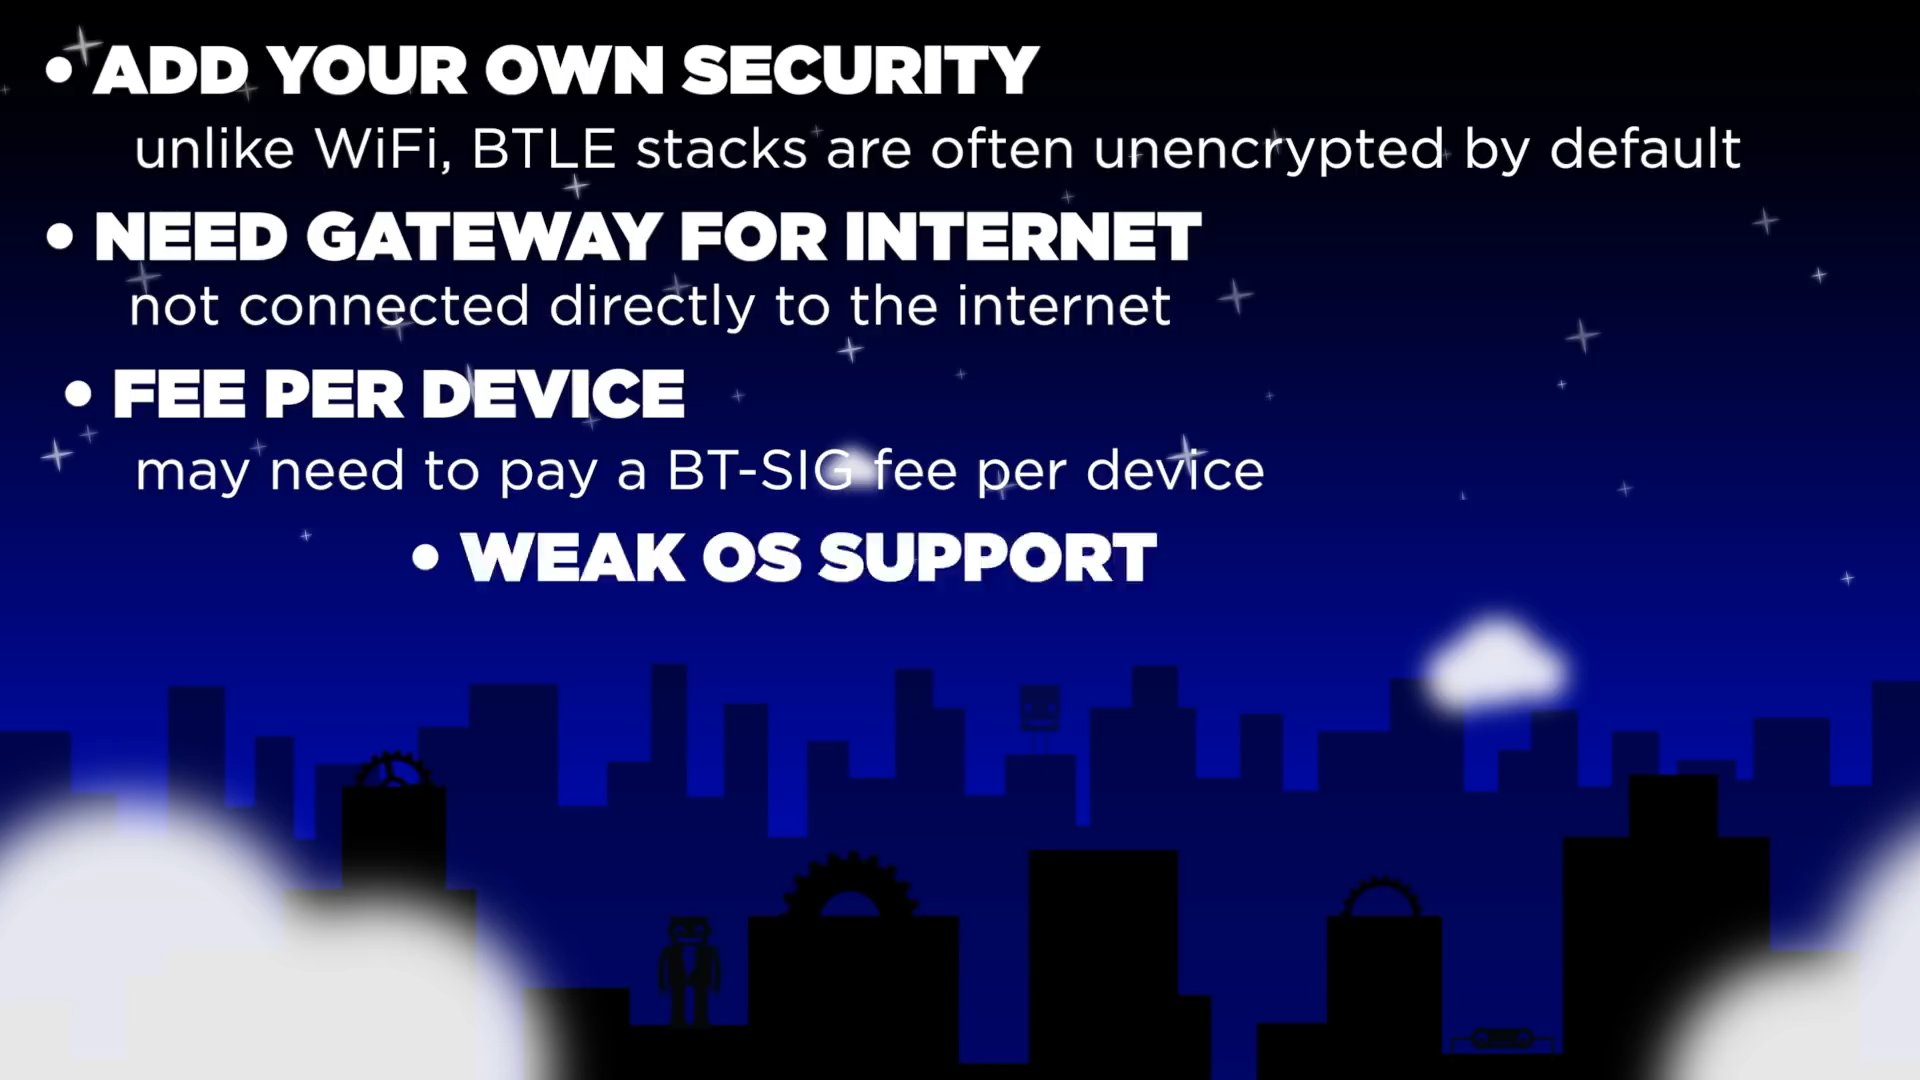 • ADD YOUR OWN SECURITY
unlike WiFi, BTLE stacks are often unencrypted by default
• NEED GATEWAY FOR INTERNET
not connected directly to the internet
• FEE PER DEVICE
may need to pay a BT-SIG fee per device
• WEAK OS SUPPORT